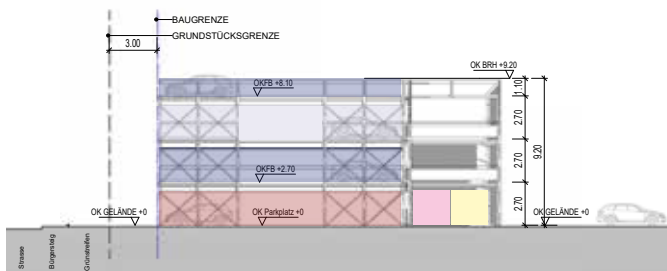 BAUGRENZE
GRUNDSTÜCKSGRENZE
3.00
OK BRH +9.20
OKFB +8.10
1.10
2.70
9.20
2.70
OKFB +2.70
2.70
OK GELÄNDE +0
OK Parkplatz +0
OK GELÄNDE +0
Strasse
Bürgersteig
Grünstreifen